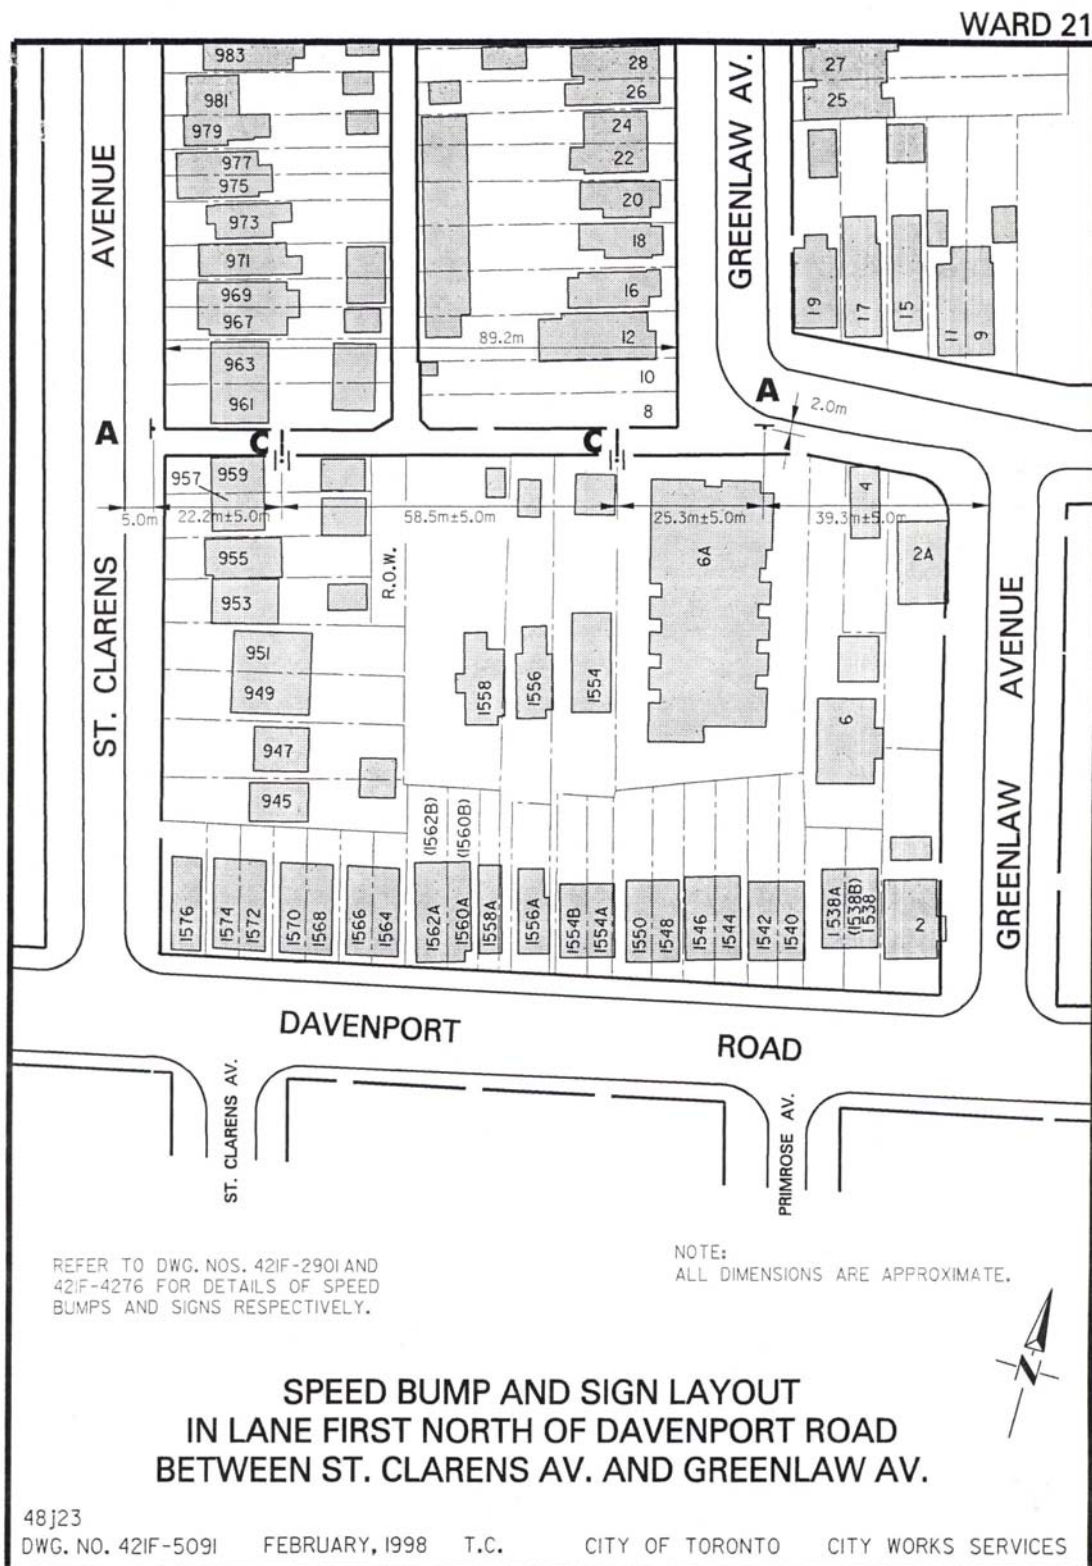 WARD 21
983
981
979
977
975
973
971
969
967
963
961
28
26
24
22
20
18
16
12
10
8
27
25
19
17
15
11
9
AVENUE
GREENLAW AV.
89.2m
A
C
C
A
2.0m
957
959
5.0m
22.2m±5.0m
58.5m±5.0m
25.3m±5.0m
39.3m±5.0m
955
953
951
949
947
945
R.O.W.
6A
4
2A
6
1558
1556
1554
ST. CLARENS
AVENUE
GREENLAW
(1562B)
(1560B)
1576
1574
1572
1570
1568
1566
1564
1562A
1560A
1558A
1556A
1554B
1554A
1550
1548
1546
1544
1542
1540
1538A
(1538B)
1538
2
DAVENPORT ROAD
ST. CLARENS AV.
PRIMROSE AV.
REFER TO DWG. NOS. 421F-2901 AND
421F-4276 FOR DETAILS OF SPEED
BUMPS AND SIGNS RESPECTIVELY.
NOTE:
ALL DIMENSIONS ARE APPROXIMATE.
N
SPEED BUMP AND SIGN LAYOUT
IN LANE FIRST NORTH OF DAVENPORT ROAD
BETWEEN ST. CLARENS AV. AND GREENLAW AV.
48j23
DWG. NO. 421F-5091 FEBRUARY, 1998 T.C. CITY OF TORONTO CITY WORKS SERVICES